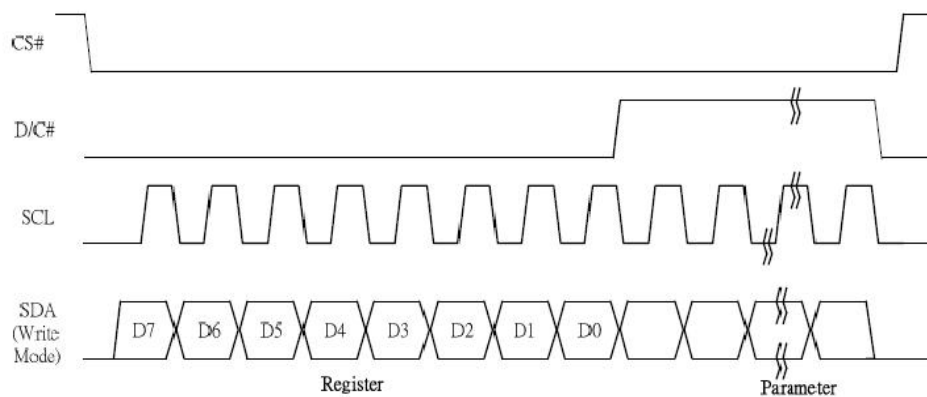 CS#
D/C#
SCL
SDA
(Write
Mode)
D7 D6 D5 D4 D3 D2 D1 D0
Register Parameter